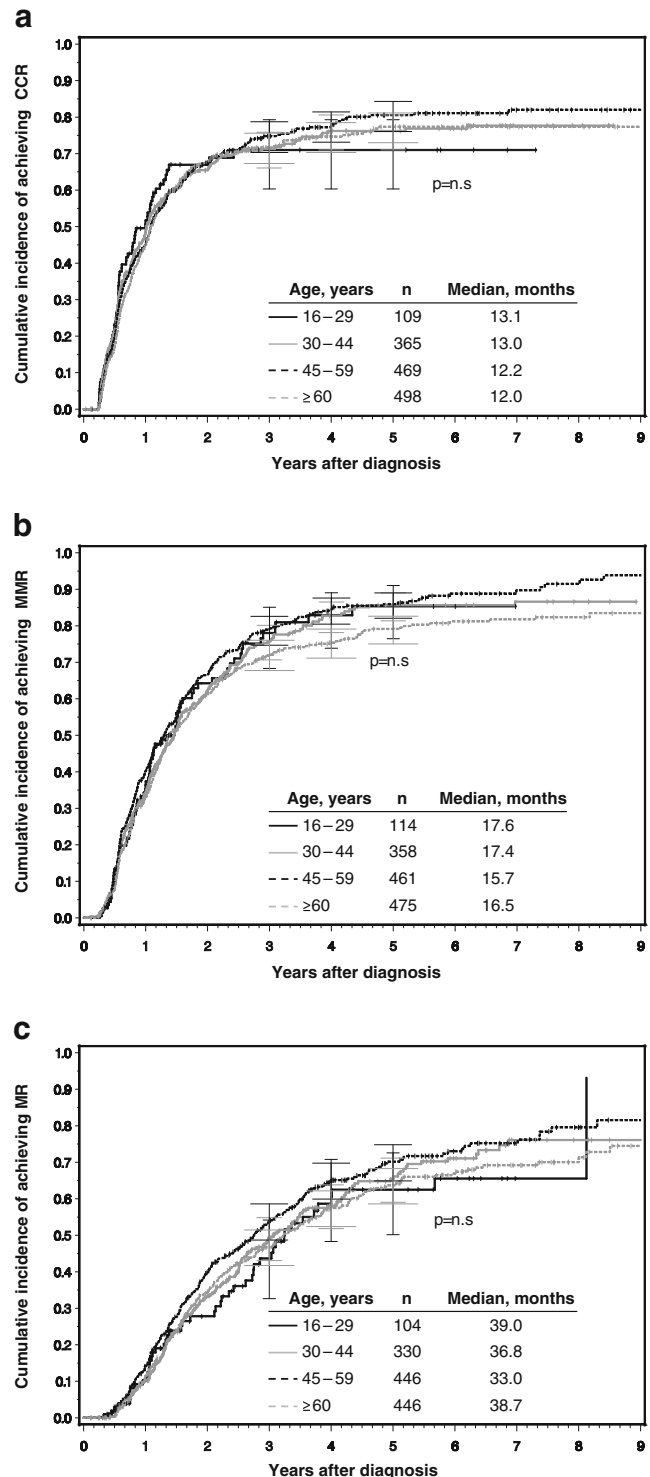 a
Cumulative incidence of achieving CCR
1.0
0.9
0.8
0.7
0.6
0.5
0.4
0.3
0.2
0.1
0.0
p=n.s
Age, years n Median, months
16–29 109 13.1
30–44 365 13.0
45–59 469 12.2
≥60 498 12.0
0 1 2 3 4 5 6 7 8 9
Years after diagnosis
b
Cumulative incidence of achieving MMR
1.0
0.9
0.8
0.7
0.6
0.5
0.4
0.3
0.2
0.1
0.0
p=n.s
Age, years n Median, months
16–29 114 17.6
30–44 358 17.4
45–59 461 15.7
≥60 475 16.5
0 1 2 3 4 5 6 7 8 9
Years after diagnosis
c
Cumulative incidence of achieving MR
1.0
0.9
0.8
0.7
0.6
0.5
0.4
0.3
0.2
0.1
0.0
p=n.s
Age, years n Median, months
16–29 104 39.0
30–44 330 36.8
45–59 446 33.0
≥60 446 38.7
0 1 2 3 4 5 6 7 8 9
Years after diagnosis